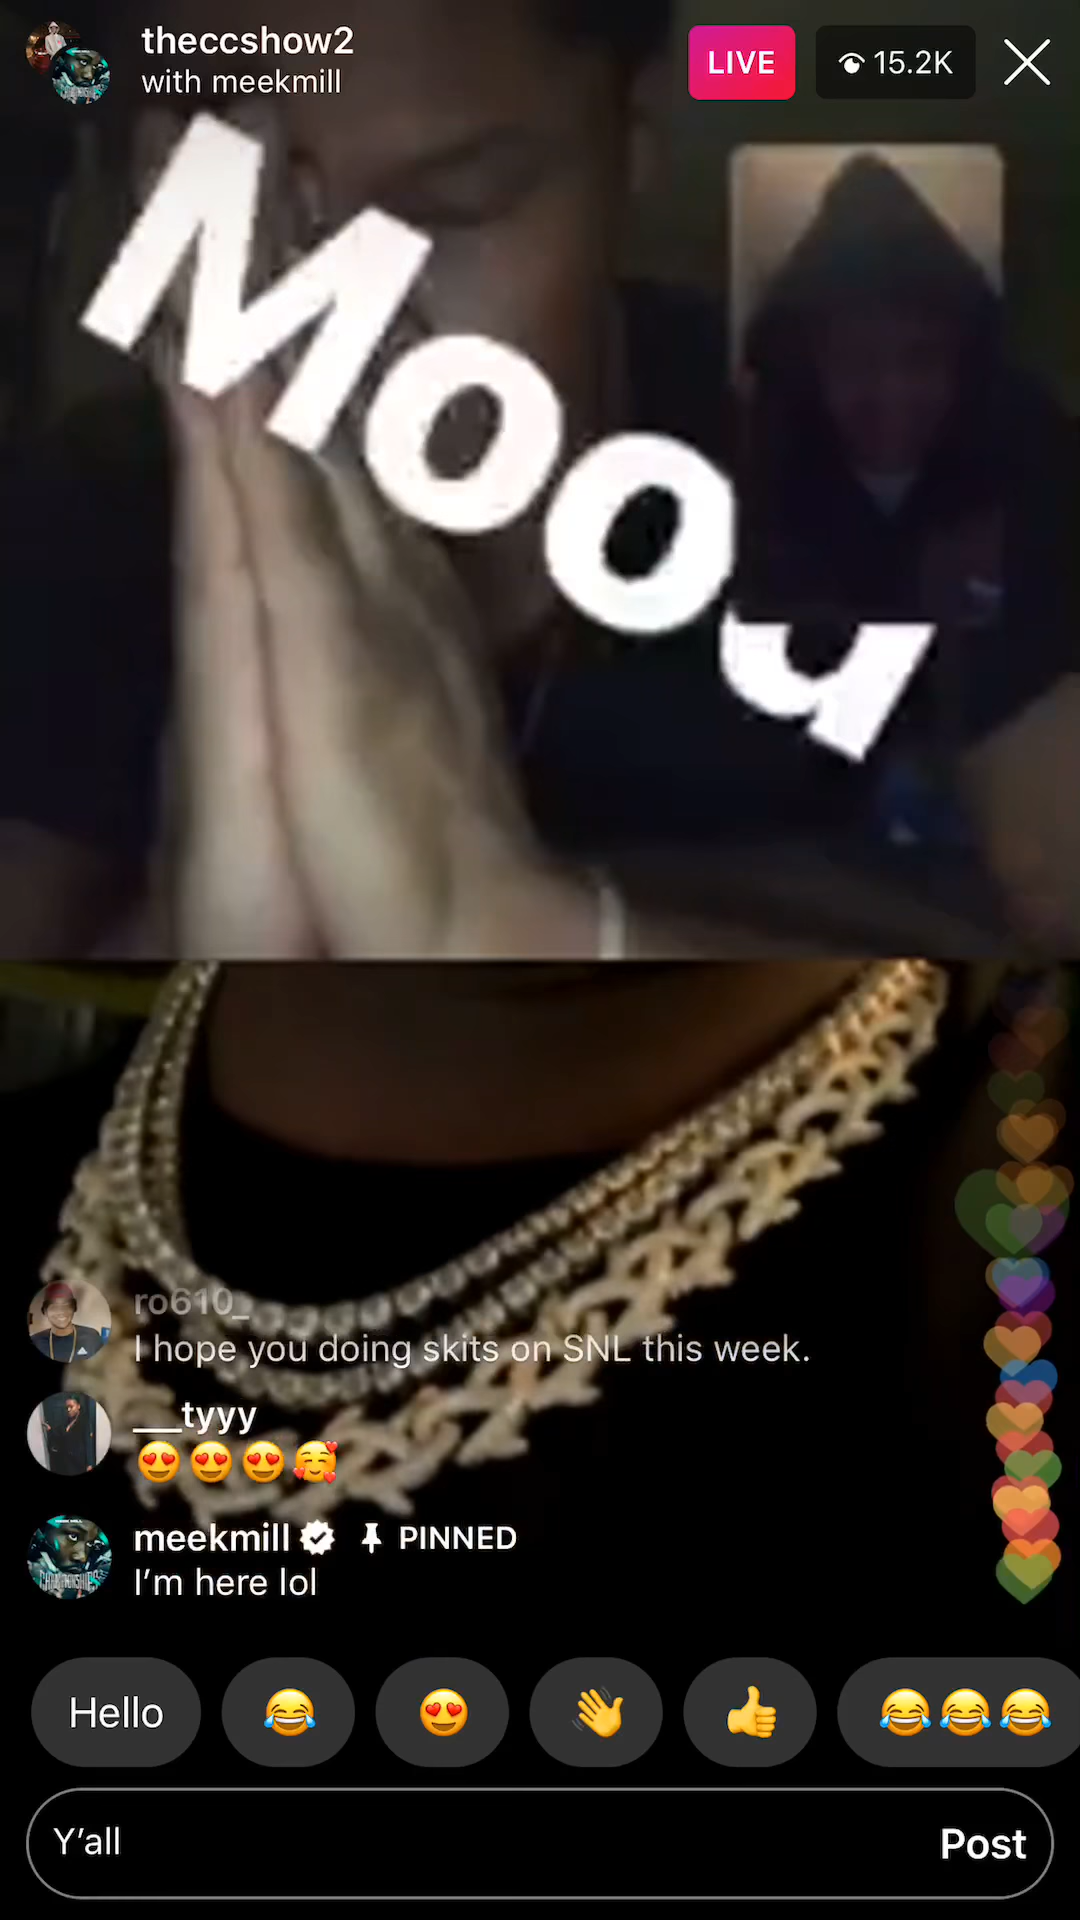 theccshow2
with meekmill
LIVE
15.2K
Mood
ro610_
I hope you doing skits on SNL this week.
___tyyy
😍😍😍🥰
meekmill PINNED
I'm here lol
Hello 😂 😍 👋 👍 😂😂😂
Y'all
Post